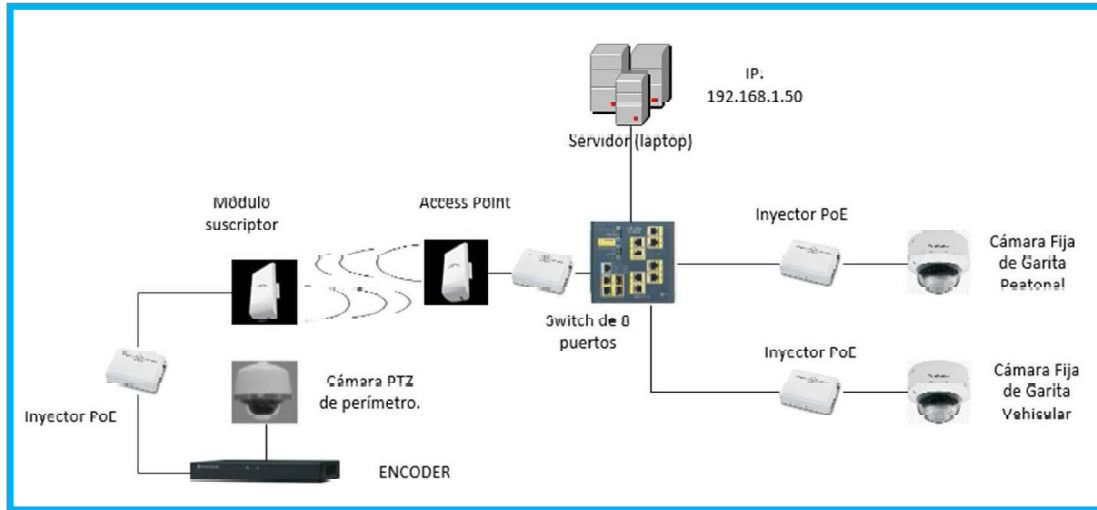 IP:
192.168.1.50
Servidor (laptop)
Módulo
suscriptor
Access Point
Inyector PoE
Cámara Fija
de Garita
Peatonal
Switch de 8
puertos
Inyector PoE
Cámara Fija
de Garita
Vehicular
Cámara PTZ
de perímetro.
Inyector PoE
ENCODER